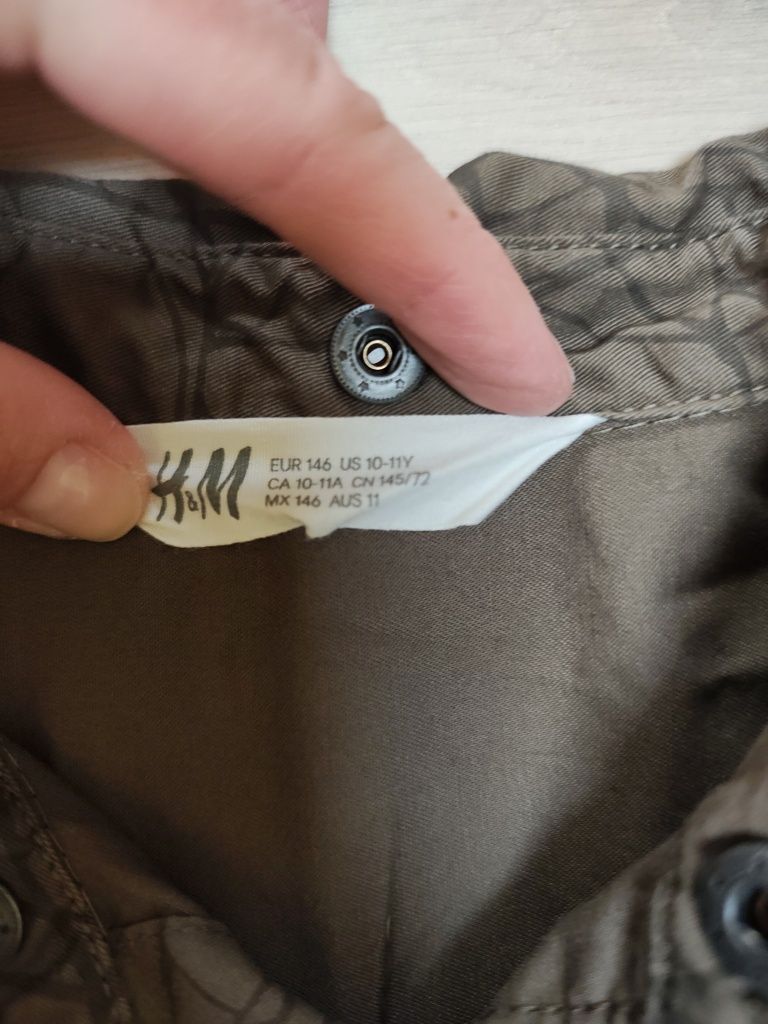 H&M
EUR 146 US 10-11Y
CA 10-11A CN 145/72
MX 146 AUS 11